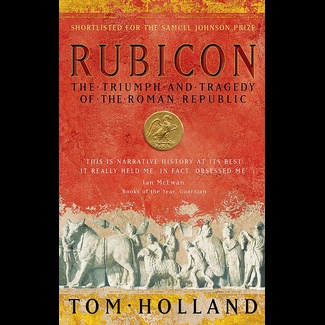 SHORTLISTED FOR THE SAMUEL JOHNSON PRIZE
RUBICON
THE·TRIUMPH·AND·TRAGEDY
OF·THE·ROMAN·REPUBLIC
'THIS IS NARRATIVE HISTORY AT ITS BEST.
IT REALLY HELD ME, IN FACT, OBSESSED ME'
Ian McEwan
Books of the Year, Guardian
TOM·HOLLAND